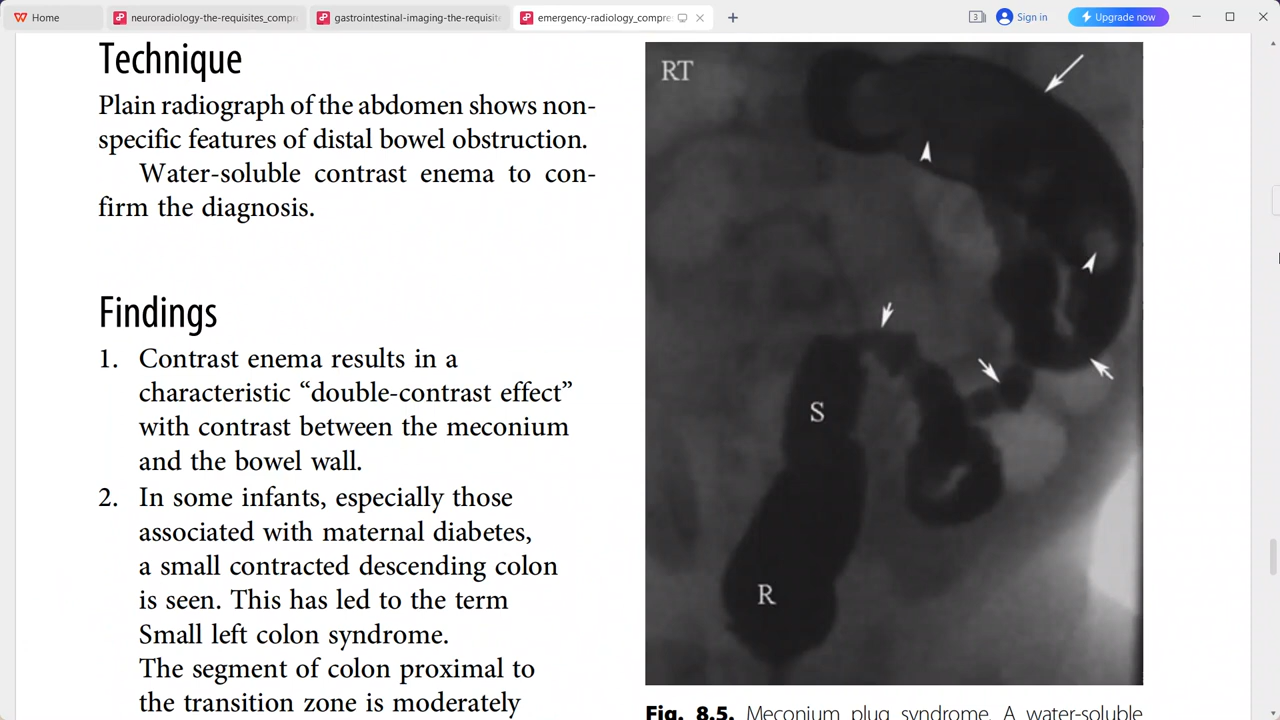 Home
neuroradiology-the-requisites_compr
gastrointestinal-imaging-the-requisite
emergency-radiology_compre
3
Sign in
Upgrade now
Technique
Plain radiograph of the abdomen shows non-
specific features of distal bowel obstruction.
Water-soluble contrast enema to con-
firm the diagnosis.
Findings
1. Contrast enema results in a
characteristic “double-contrast effect”
with contrast between the meconium
and the bowel wall.
2. In some infants, especially those
associated with maternal diabetes,
a small contracted descending colon
is seen. This has led to the term
Small left colon syndrome.
The segment of colon proximal to
the transition zone is moderately
RT
S
R
Fig. 8.5. Meconium plug syndrome. A water-soluble